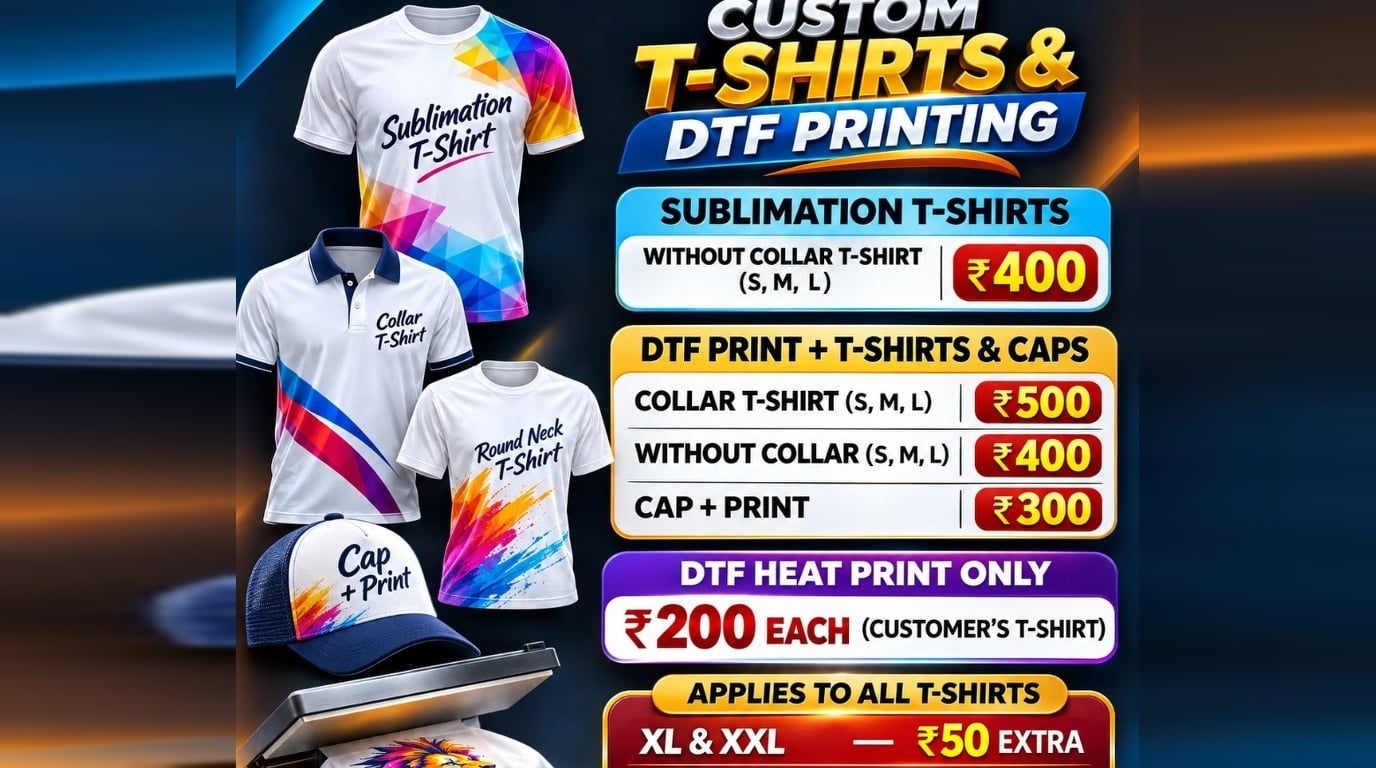 Sublimation
T-Shirt
Collar
T-Shirt
Round Neck
T-Shirt
Cap
+ Print
CUSTOM
T-SHIRTS &
DTF PRINTING
SUBLIMATION T-SHIRTS
WITHOUT COLLAR T-SHIRT
(S, M, L)
₹400
DTF PRINT + T-SHIRTS & CAPS
COLLAR T-SHIRT (S, M, L) ₹500
WITHOUT COLLAR (S, M, L) ₹400
CAP + PRINT ₹300
DTF HEAT PRINT ONLY
₹200 EACH (CUSTOMER'S T-SHIRT)
APPLIES TO ALL T-SHIRTS
XL & XXL — ₹50 EXTRA